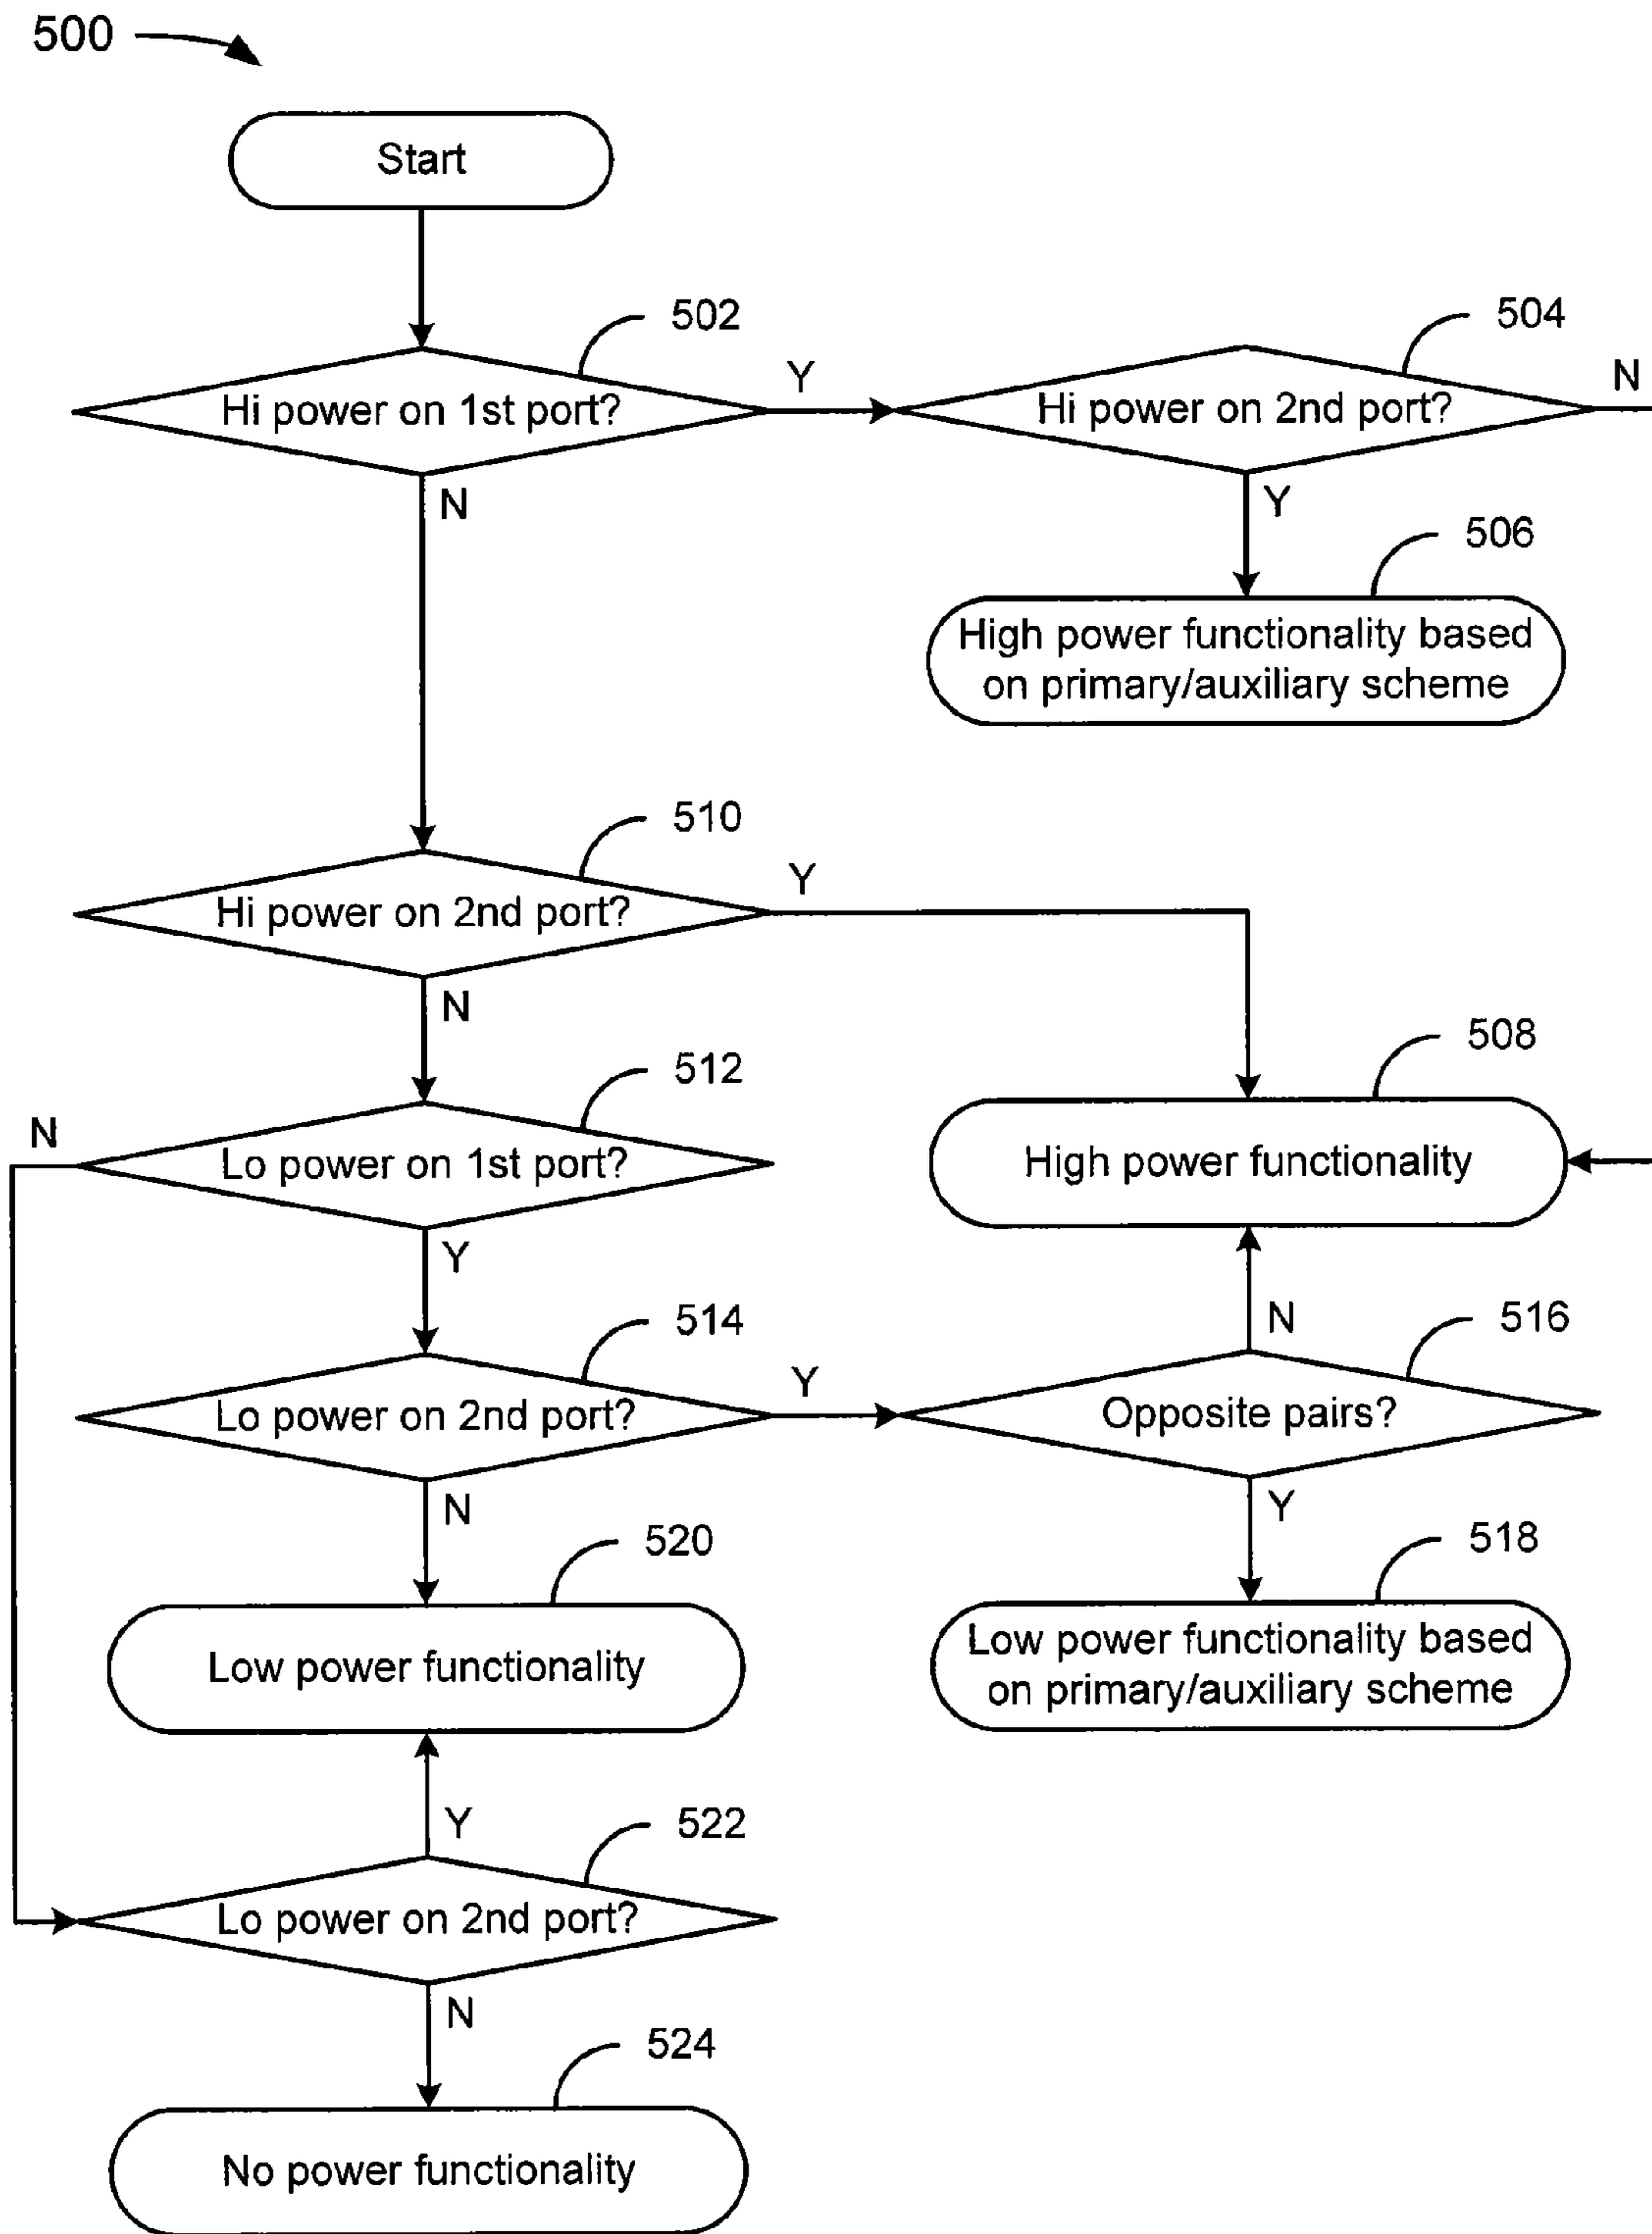 500
Start
502
Hi power on 1st port?
Y
N
504
Hi power on 2nd port?
N
Y
506
High power functionality based
on primary/auxiliary scheme
510
Hi power on 2nd port?
Y
N
508
High power functionality
512
N
Lo power on 1st port?
Y
514
Lo power on 2nd port?
Y
N
516
N
Opposite pairs?
Y
518
Low power functionality based
on primary/auxiliary scheme
520
Low power functionality
Y
522
Lo power on 2nd port?
N
524
No power functionality